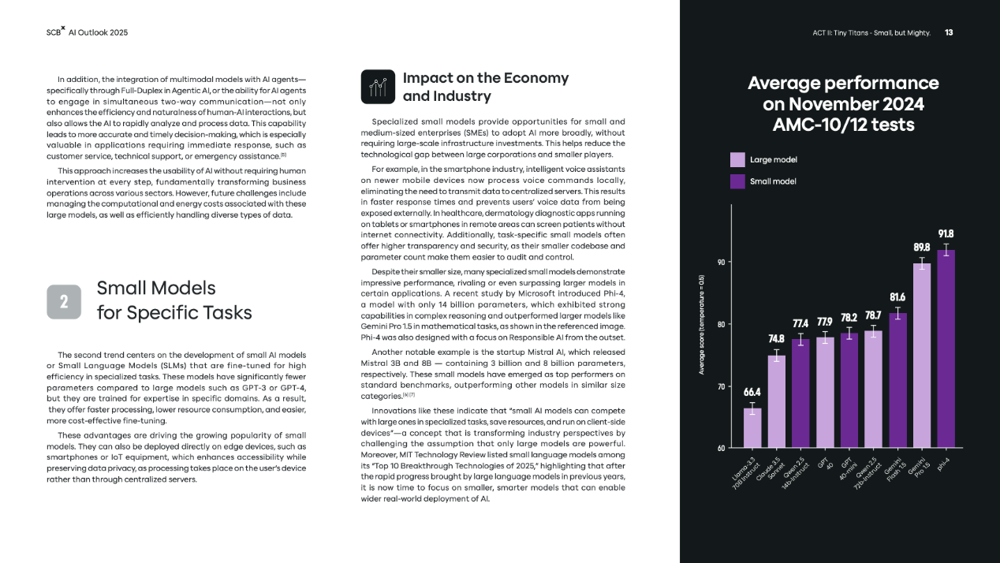 SCBx AI Outlook 2025
In addition, the integration of multimodal models with AI agents—
specifically through Full-Duplex in Agentic AI, or the ability for AI agents
to engage in simultaneous two-way communication—not only
enhances the efficiency and naturalness of human-AI interactions, but
also allows the AI to rapidly analyze and process data. This capability
leads to more accurate and timely decision-making, which is especially
valuable in applications requiring immediate response, such as
customer service, technical support, or emergency assistance.[5]
This approach increases the usability of AI without requiring human
intervention at every step, fundamentally transforming business
operations across various sectors. However, future challenges include
managing the computational and energy costs associated with these
large models, as well as efficiently handling diverse types of data.
2
Small Models
for Specific Tasks
The second trend centers on the development of small AI models
or Small Language Models (SLMs) that are fine-tuned for high
efficiency in specialized tasks. These models have significantly fewer
parameters compared to large models such as GPT-3 or GPT-4,
but they are trained for expertise in specific domains. As a result,
they offer faster processing, lower resource consumption, and easier,
more cost-effective fine-tuning.
These advantages are driving the growing popularity of small
models. They can also be deployed directly on edge devices, such as
smartphones or IoT equipment, which enhances accessibility while
preserving data privacy, as processing takes place on the user's device
rather than through centralized servers.
Impact on the Economy
and Industry
Specialized small models provide opportunities for small and
medium-sized enterprises (SMEs) to adopt AI more broadly, without
requiring large-scale infrastructure investments. This helps reduce the
technological gap between large corporations and smaller players.
For example, in the smartphone industry, intelligent voice assistants
on newer mobile devices now process voice commands locally,
eliminating the need to transmit data to centralized servers. This results
in faster response times and prevents users' voice data from being
exposed externally. In healthcare, dermatology diagnostic apps running
on tablets or smartphones in remote areas can screen patients without
internet connectivity. Additionally, task-specific small models often
offer higher transparency and security, as their smaller codebase and
parameter count make them easier to audit and control.
Despite their smaller size, many specialized small models demonstrate
impressive performance, rivaling or even surpassing larger models in
certain applications. A recent study by Microsoft introduced Phi-4,
a model with only 14 billion parameters, which exhibited strong
capabilities in complex reasoning and outperformed larger models like
Gemini Pro 1.5 in mathematical tasks, as shown in the referenced image.
Phi-4 was also designed with a focus on Responsible AI from the outset.
Another notable example is the startup Mistral AI, which released
Mistral 3B and 8B — containing 3 billion and 8 billion parameters,
respectively. These small models have emerged as top performers on
standard benchmarks, outperforming other models in similar size
categories.[6] [7]
Innovations like these indicate that "small AI models can compete
with large ones in specialized tasks, save resources, and run on client-side
devices"—a concept that is transforming industry perspectives by
challenging the assumption that only large models are powerful.
Moreover, MIT Technology Review listed small language models among
its "Top 10 Breakthrough Technologies of 2025," highlighting that after
the rapid progress brought by large language models in previous years,
it is now time to focus on smaller, smarter models that can enable
wider real-world deployment of AI.
ACT II: Tiny Titans - Small, but Mighty. 13
Average performance
on November 2024
AMC-10/12 tests
Large model
Small model
Average score (temperature = 0.5)
90
80
70
60
66.4
74.8
77.4
77.9
78.2
78.7
81.6
89.8
91.8
Llama-3.3
70B Instruct
Claude 3.5
Sonnet
Qwen 2.5
14b-Instruct
GPT
4O
GPT
4O-mini
Qwen 2.5
72b-Instruct
Gemini
Flash 1.5
Gemini
Pro 1.5
phi-4